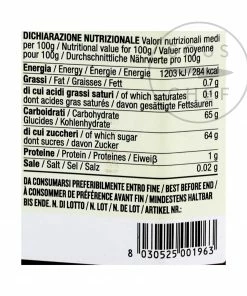 DICHIARAZIONE NUTRIZIONALE Valori nutrizionali medi
per 100g / Nutritional value for 100g / Valeur moyenne
pour 100g / Durchschnittliche Nährwerte pro 100g
Energia / Energy / Énergie / Energie 1203 kJ / 284 kcal
Grassi / Fat / Graisses / Fett 0.7 g
di cui acidi grassi saturi / of which saturates / 0.1 g
dont acides gras saturés / davon gesättigte Fettsäuren
Carboidrati / Carbohydrate 65 g
Glucides / Kohlenhydrate
di cui zuccheri / of which sugar 64 g
dont sucres / davon Zucker
Proteine / Protein / Proteines / Eiweiß 1 g
Sale / Salt / Sel / Salz 0.02 g
DA CONSUMARSI PREFERIBILMENTE ENTRO FINE / BEST BEFORE END /
À CONSOMMER DE PRÉFÉRENCE AVANT FIN / MINDESTENS HALTBAR
BIS ENDE. N. DI LOTTO / LOT N. / N. DE LOT / ARTIKEL NR.:
8 030525 001963